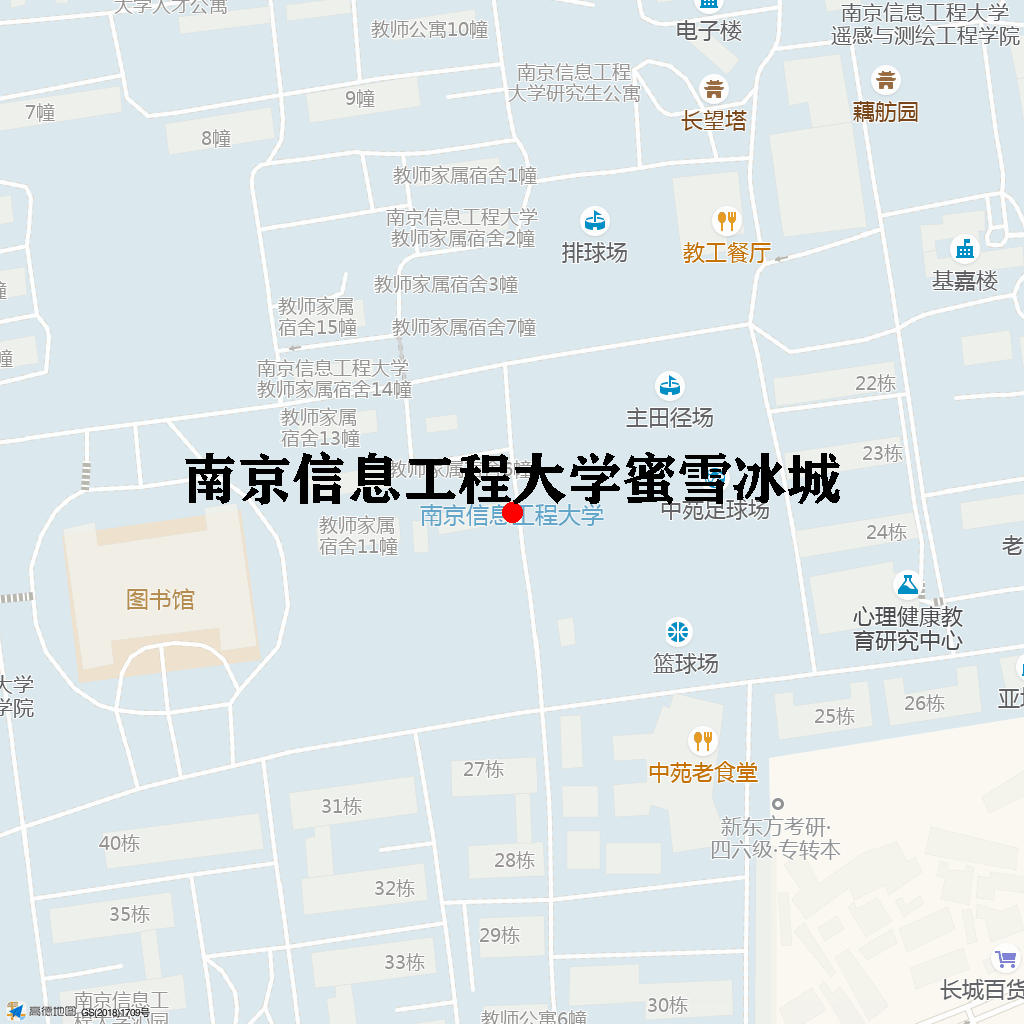 大学人才公寓
教师公寓10幢
电子楼
南京信息工程大学
遥感与测绘工程学院
南京信息工程
大学研究生公寓
7幢
9幢
8幢
长望塔
藕舫园
教师家属宿舍1幢
南京信息工程大学
教师家属宿舍2幢
排球场
教工餐厅
基嘉楼
教师家属宿舍3幢
幢
教师家属
宿舍15幢
教师家属宿舍7幢
幢
南京信息工程大学
教师家属宿舍14幢
22栋
主田径场
教师家属
宿舍13幢
23栋
教师家属宿舍6幢
南京信息工程大学蜜雪冰城
中苑足球场
南京信息工程大学
教师家属
宿舍11幢
24栋
老
图书馆
心理健康教
育研究中心
篮球场
大学
学院
26栋
25栋
中苑老食堂
27栋
31栋
新东方考研·
四六级·专转本
40栋
28栋
32栋
35栋
29栋
33栋
长城百货
30栋
南京信息工
程大学沁园
教师公寓6幢
高德地图 GS(2018)1709号